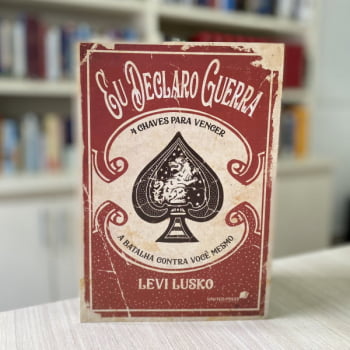 EU DECLARO GUERRA
4 CHAVES PARA VENCER
A BATALHA CONTRA VOCÊ MESMO
LEVI LUSKO